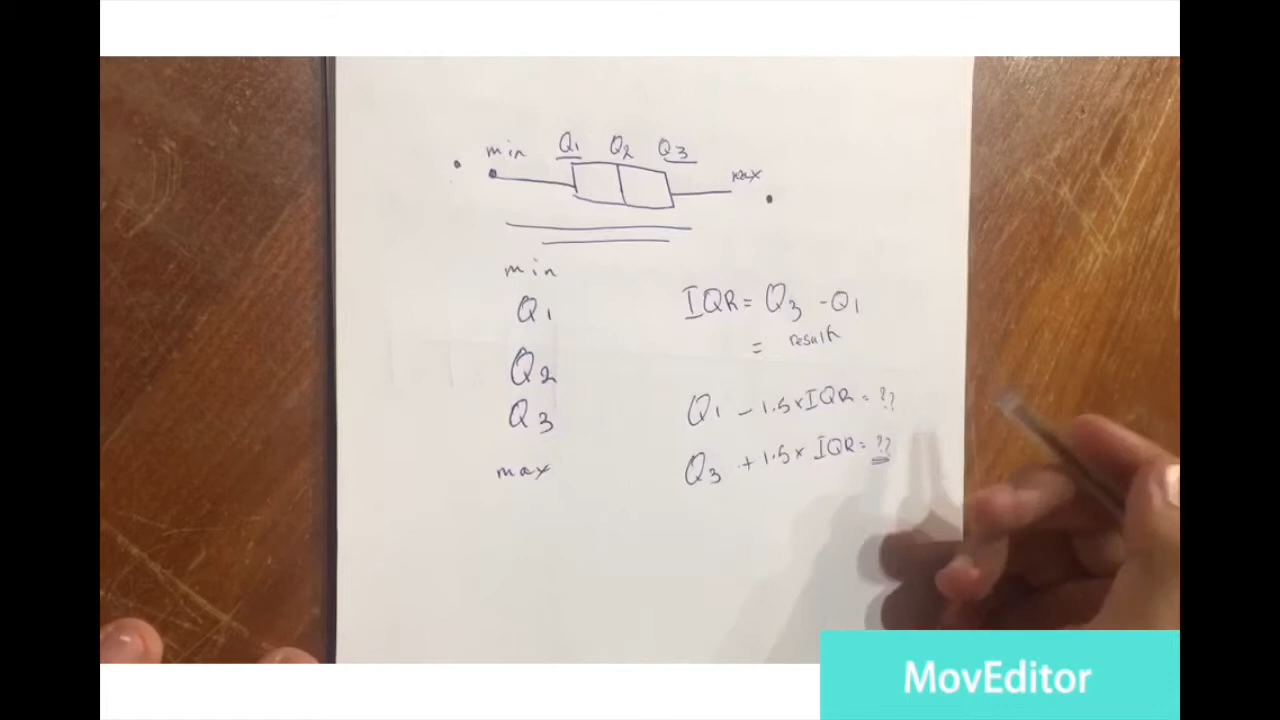 min Q1 Q2 Q3 max
min
Q1
Q2
Q3
max
IQR = Q3 - Q1
= result
Q1 - 1.5 x IQR = ??
Q3 + 1.5 x IQR = ??
MovEditor